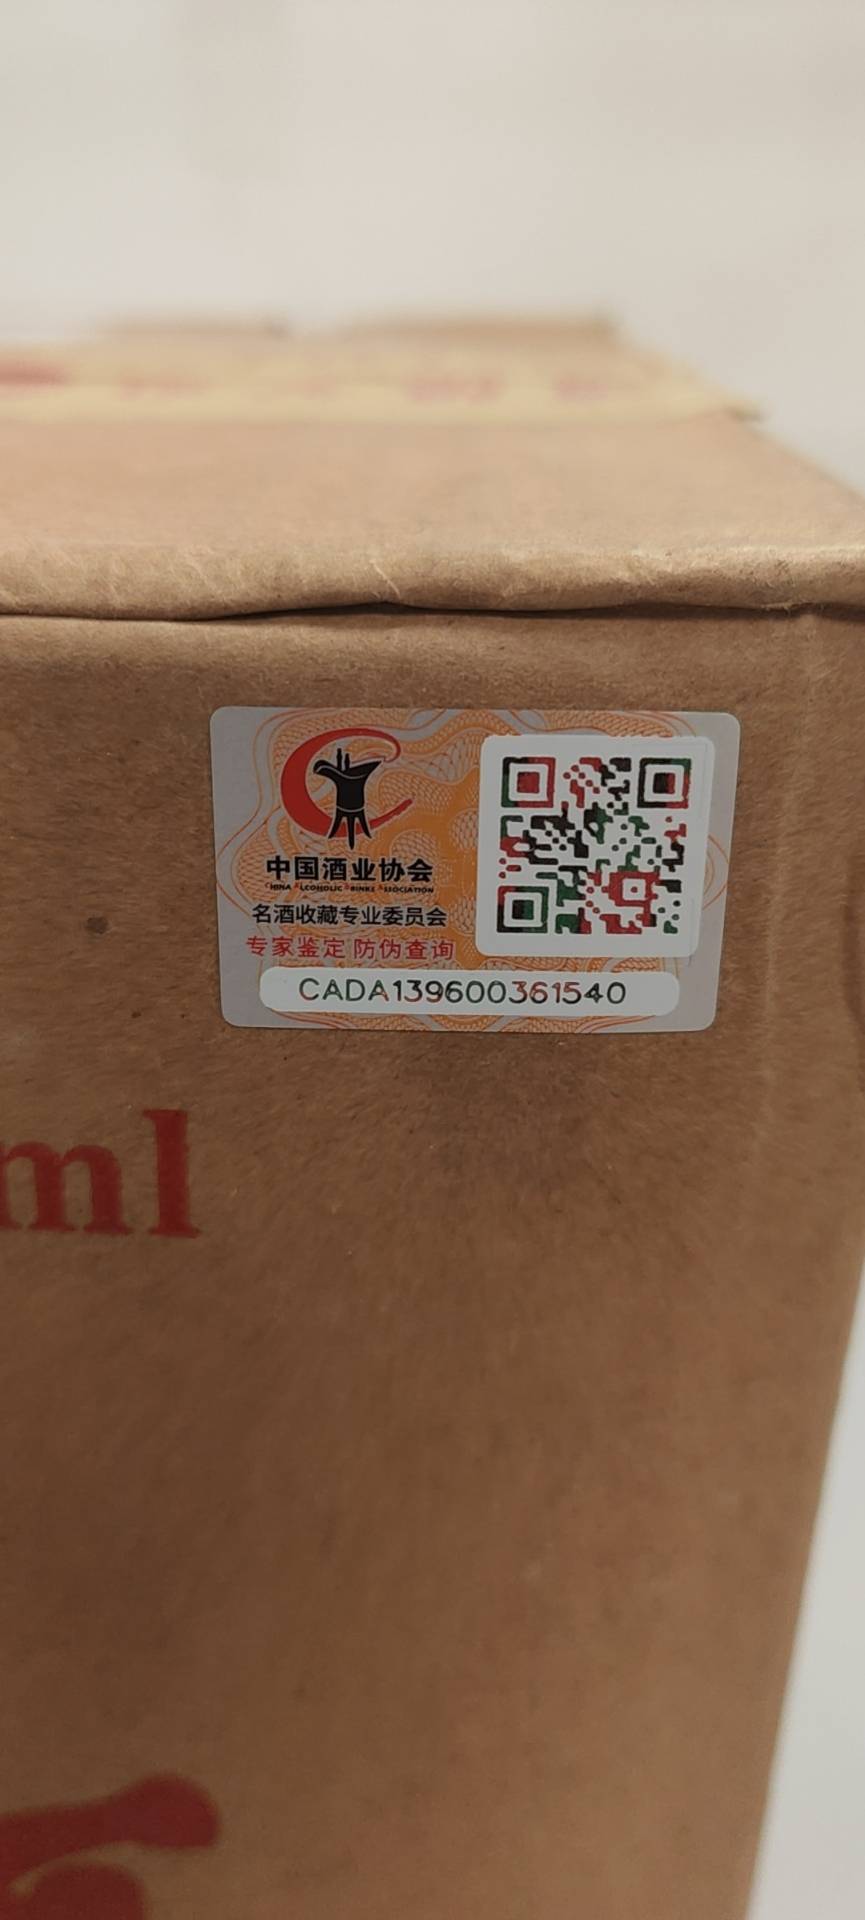 中国酒业协会
CHINA ALCOHOLIC DRINKS ASSOCIATION
名酒收藏专业委员会
专家鉴定 防伪查询
CADA139600361540
ml